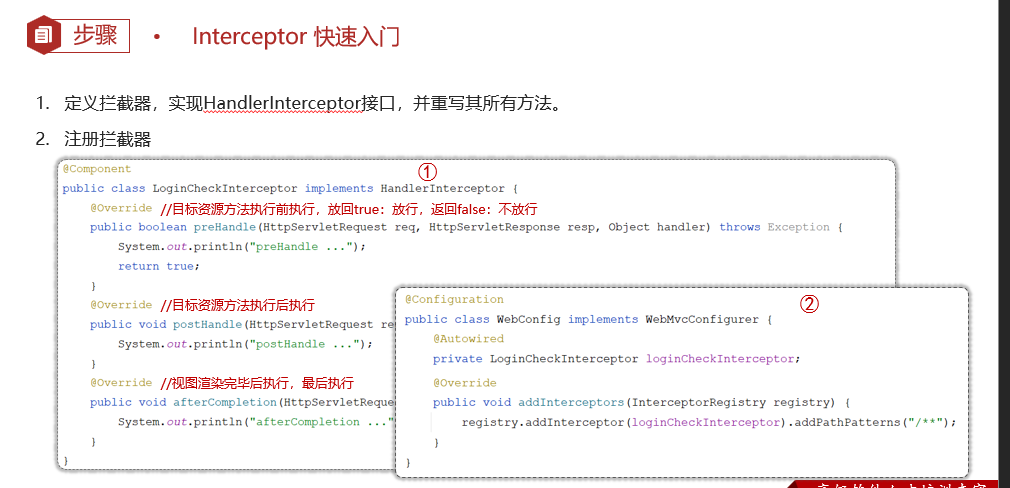 步骤
• Interceptor 快速入门
1. 定义拦截器，实现HandlerInterceptor接口，并重写其所有方法。
2. 注册拦截器
①
@Component
public class LoginCheckInterceptor implements HandlerInterceptor {
@Override //目标资源方法执行前执行，放回true：放行，返回false：不放行
public boolean preHandle(HttpServletRequest req, HttpServletResponse resp, Object handler) throws Exception {
System.out.println("preHandle ...");
return true;
}
@Override //目标资源方法执行后执行
public void postHandle(HttpServletRequest re
System.out.println("postHandle ...");
}
@Override //视图渲染完毕后执行，最后执行
public void afterCompletion(HttpServletReque
System.out.println("afterCompletion ..."
}
}
②
@Configuration
public class WebConfig implements WebMvcConfigurer {
@Autowired
private LoginCheckInterceptor loginCheckInterceptor;
@Override
public void addInterceptors(InterceptorRegistry registry) {
registry.addInterceptor(loginCheckInterceptor).addPathPatterns("/**");
}
}